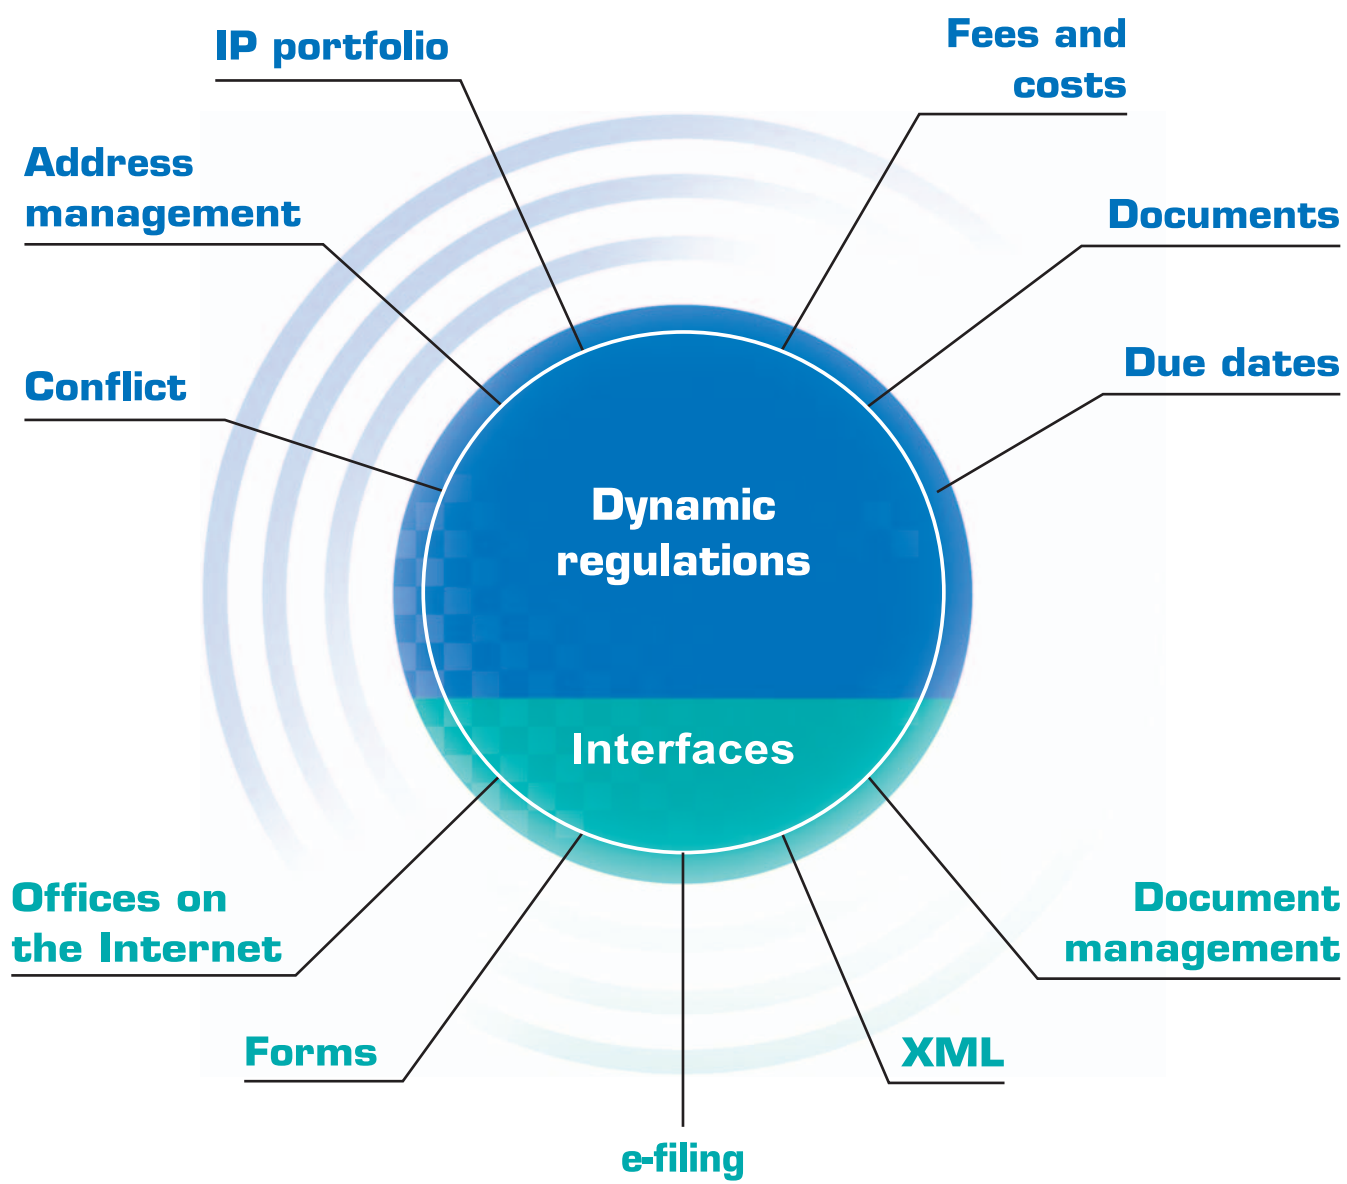 IP portfolio
Fees and
costs
Address
management
Documents
Conflict
Due dates
Dynamic
regulations
Interfaces
Offices on
the Internet
Document
management
Forms
XML
e-filing